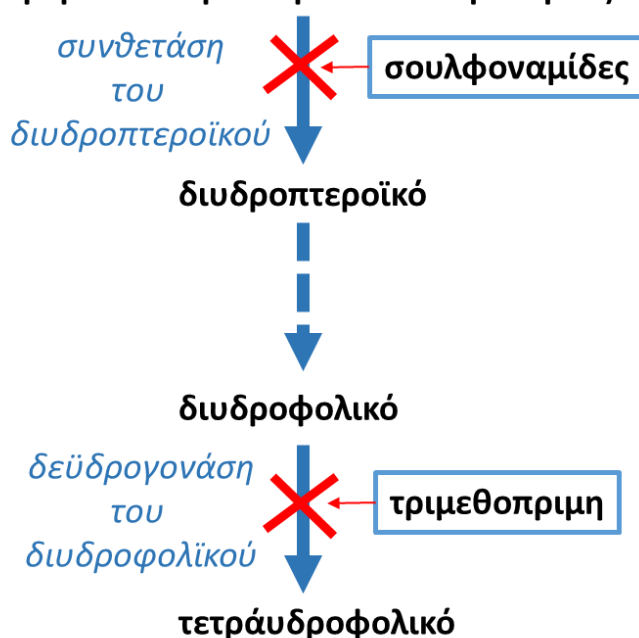 συνθετάση
του
διυδροπτεροϊκού
σουλφοναμίδες
διυδροπτεροϊκό
διυδροφολικό
δεϋδρογονάση
του
διυδροφολϊκού
τριμεθοπριμη
τετράυδροφολικό